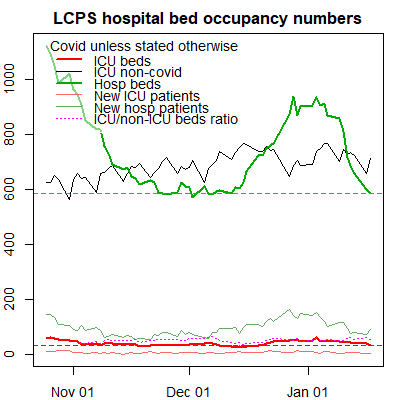 LCPS hospital bed occupancy numbers
Covid unless stated otherwise
ICU beds
ICU non-covid
Hosp beds
New ICU patients
New hosp patients
ICU/non-ICU beds ratio
1000
800
600
400
200
0
Nov 01 Dec 01 Jan 01